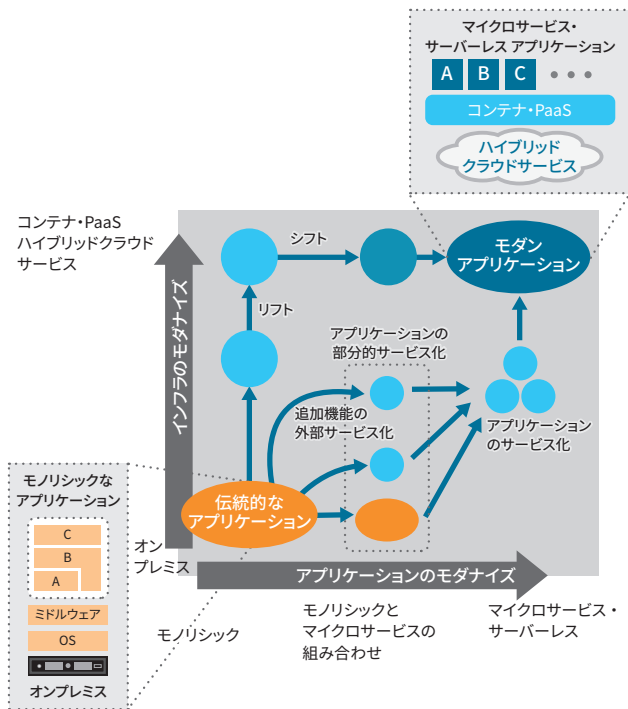 マイクロサービス・
サーバーレス アプリケーション
A B C
コンテナ・PaaS
ハイブリッド
クラウドサービス
コンテナ・PaaS
ハイブリッドクラウド
サービス
シフト
モダン
アプリケーション
リフト
インフラのモダナイズ
アプリケーションの
部分的サービス化
追加機能の
外部サービス化
アプリケーション
のサービス化
モノリシックな
アプリケーション
C
B
A
ミドルウェア
OS
オンプレミス
伝統的な
アプリケーション
オン
プレミス
アプリケーションのモダナイズ
モノリシック
モノリシックと
マイクロサービスの
組み合わせ
マイクロサービス・
サーバーレス